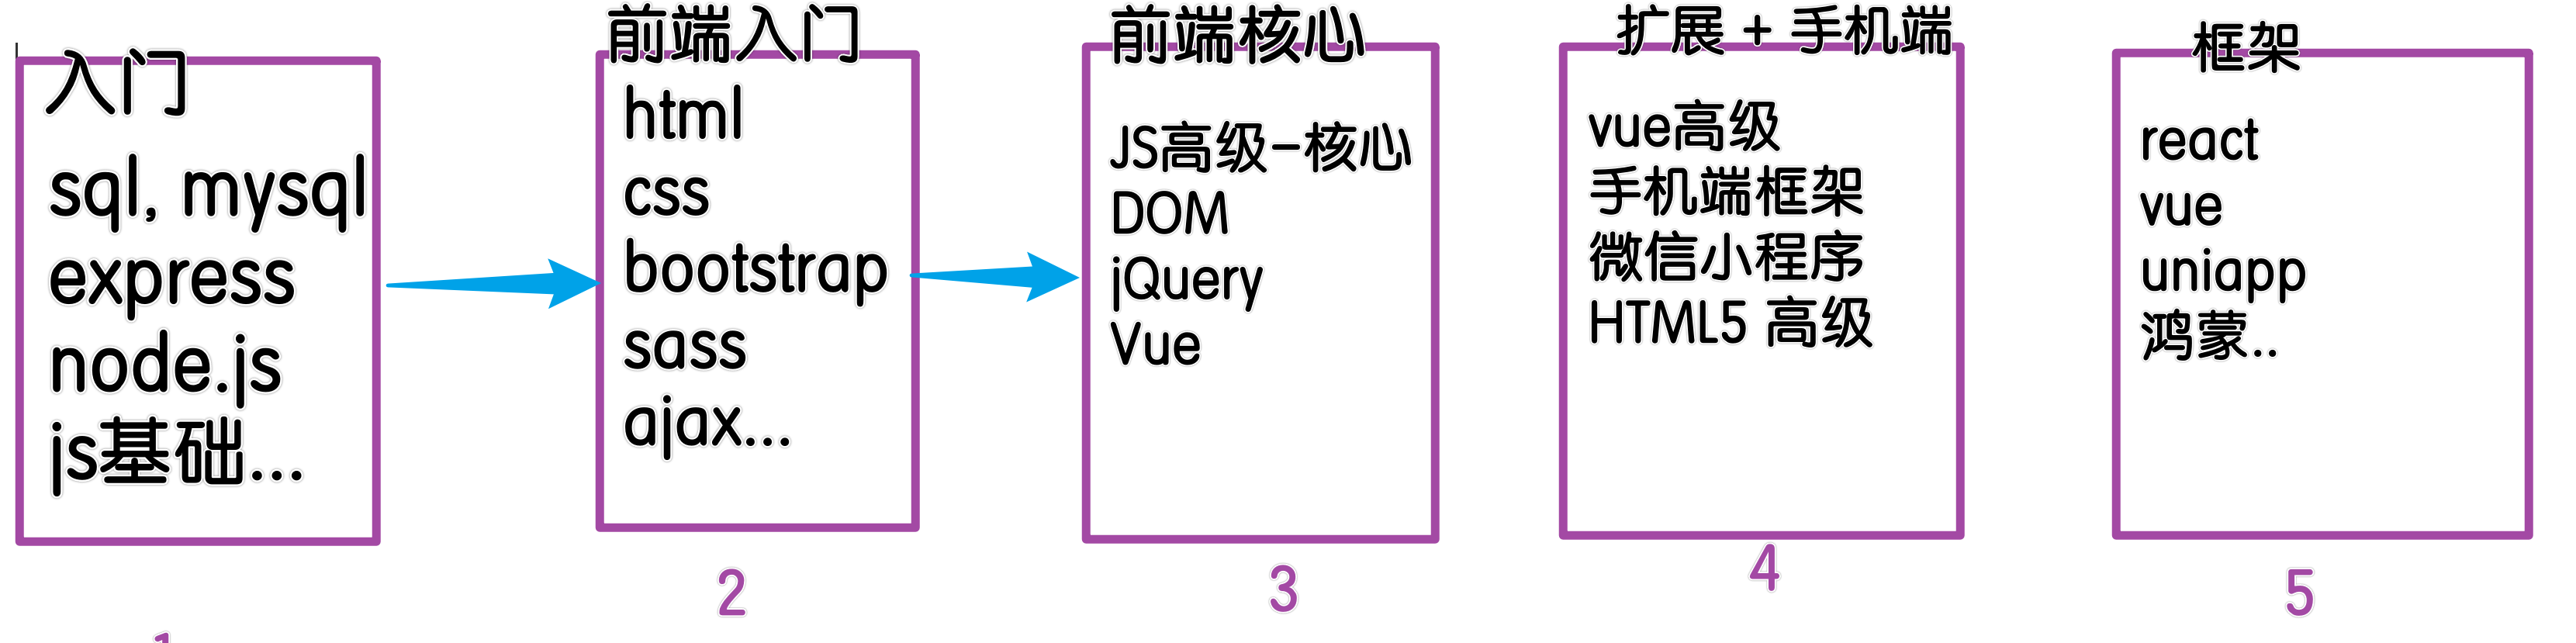 入门
sql, mysql
express
node.js
js基础...
1
前端入门
html
css
bootstrap
sass
ajax...
2
前端核心
JS高级-核心
DOM
jQuery
Vue
3
扩展 + 手机端
vue高级
手机端框架
微信小程序
HTML5 高级
4
框架
react
vue
uniapp
鸿蒙..
5